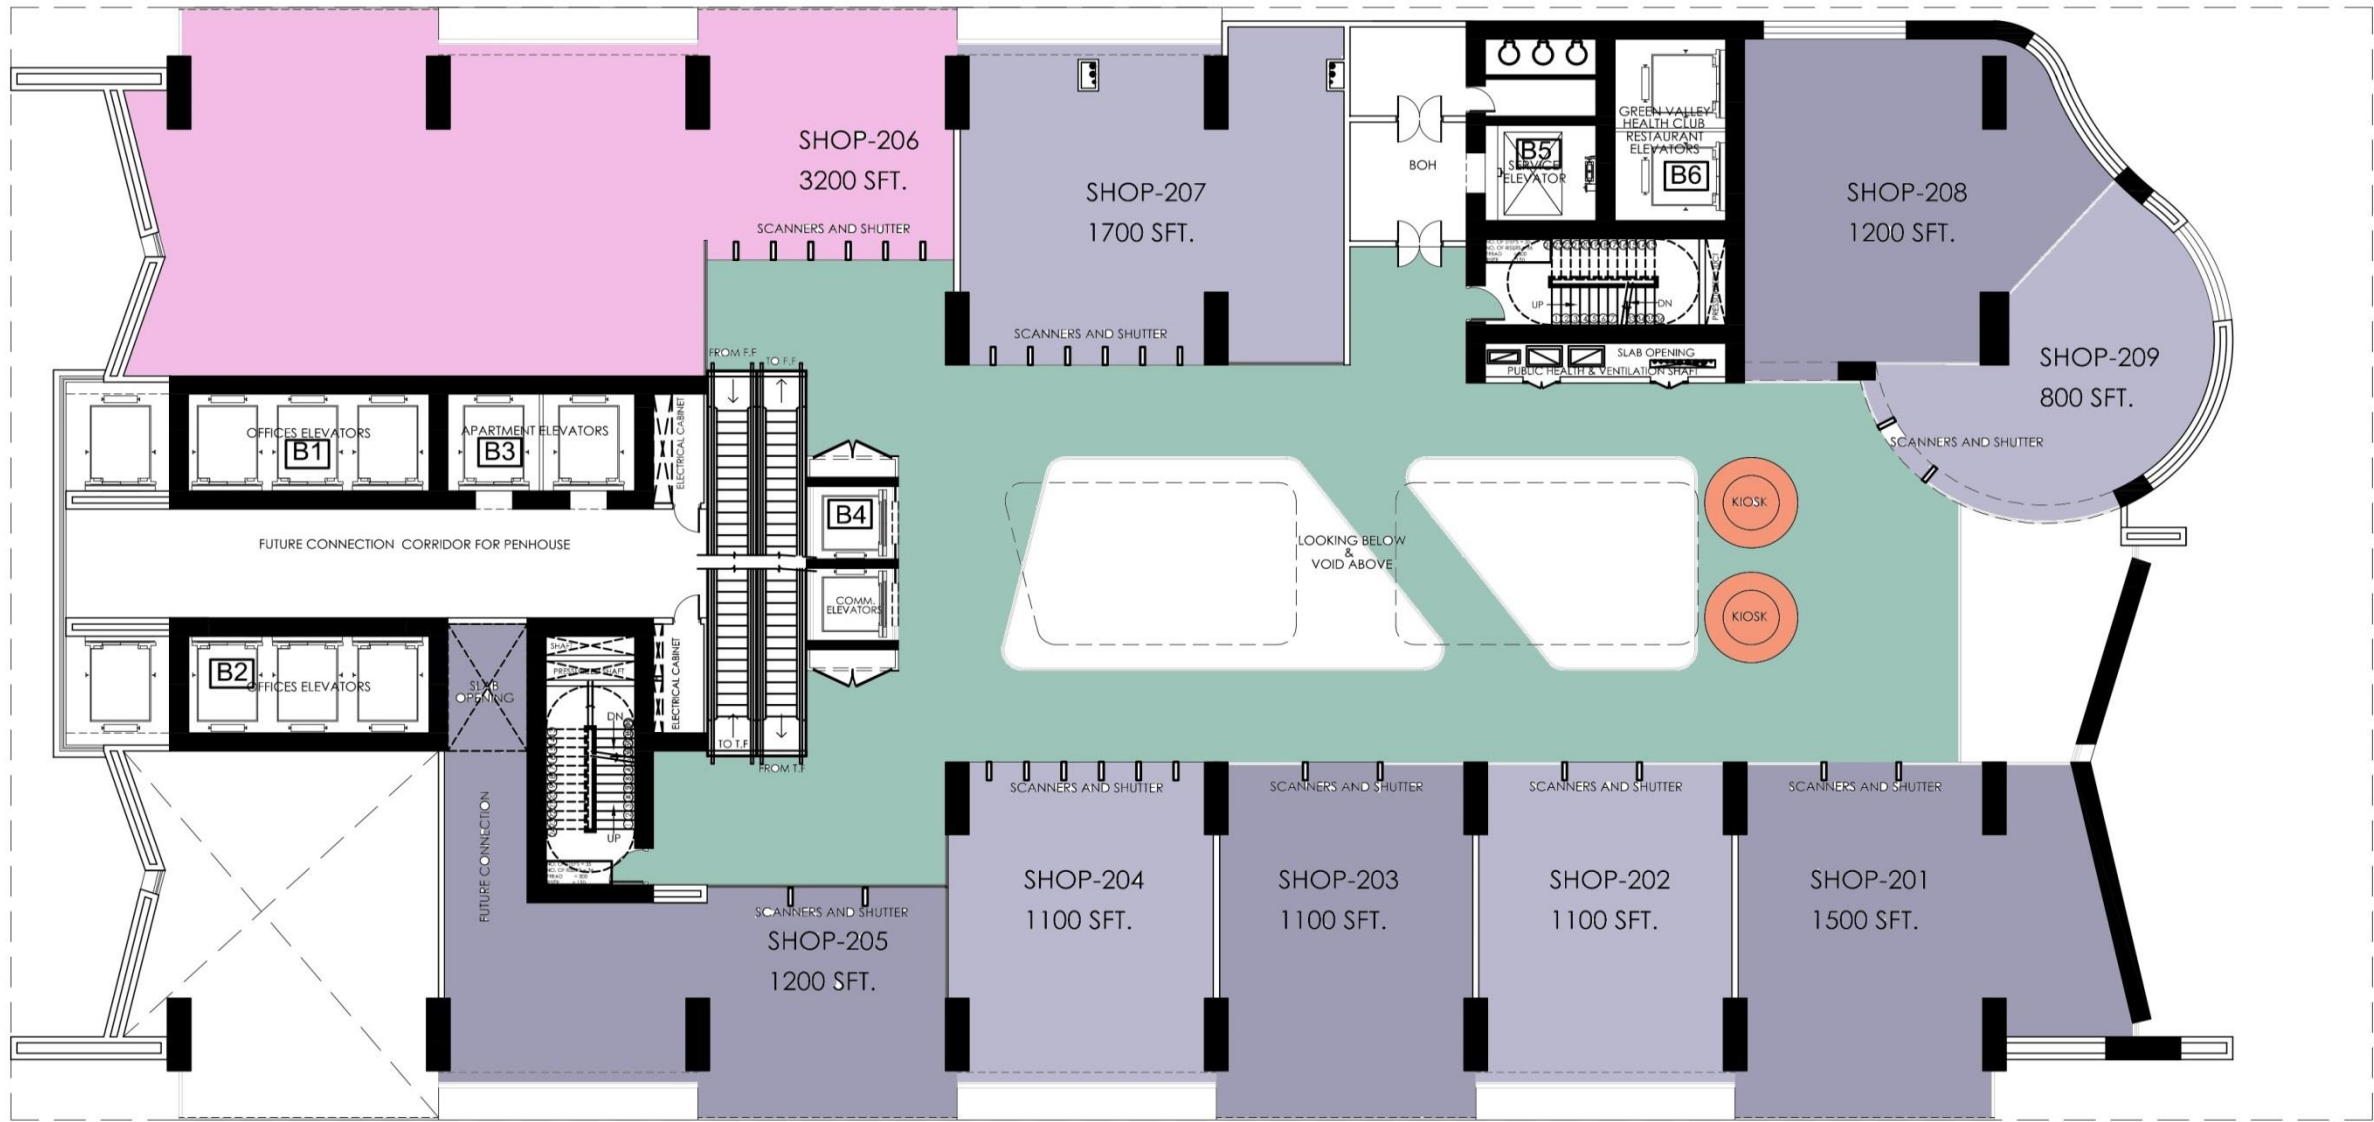 SHOP-206
3200 SFT.
SCANNERS AND SHUTTER
SHOP-207
1700 SFT.
SCANNERS AND SHUTTER
BOH
B5
SERVICE
ELEVATOR
GREEN VALLEY
HEALTH CLUB
RESTAURANT
ELEVATORS
B6
SHOP-208
1200 SFT.
SHOP-209
800 SFT.
SCANNERS AND SHUTTER
UP
DN
SLAB OPENING
PUBLIC HEALTH & VENTILATION SHAFT
FROM F.F
TO F.F
OFFICES ELEVATORS
B1
APARTMENT ELEVATORS
B3
ELECTRICAL CABINET
B4
COMM.
ELEVATORS
FUTURE CONNECTION CORRIDOR FOR PENHOUSE
LOOKING BELOW
&
VOID ABOVE
KIOSK
KIOSK
B2
OFFICES ELEVATORS
SLAB
OPENING
SHAFT
ELECTRICAL CABINET
DN
UP
TO T.F
FROM T.F
FUTURE CONNECTION
SCANNERS AND SHUTTER
SHOP-205
1200 SFT.
SCANNERS AND SHUTTER
SHOP-204
1100 SFT.
SCANNERS AND SHUTTER
SHOP-203
1100 SFT.
SCANNERS AND SHUTTER
SHOP-202
1100 SFT.
SCANNERS AND SHUTTER
SHOP-201
1500 SFT.